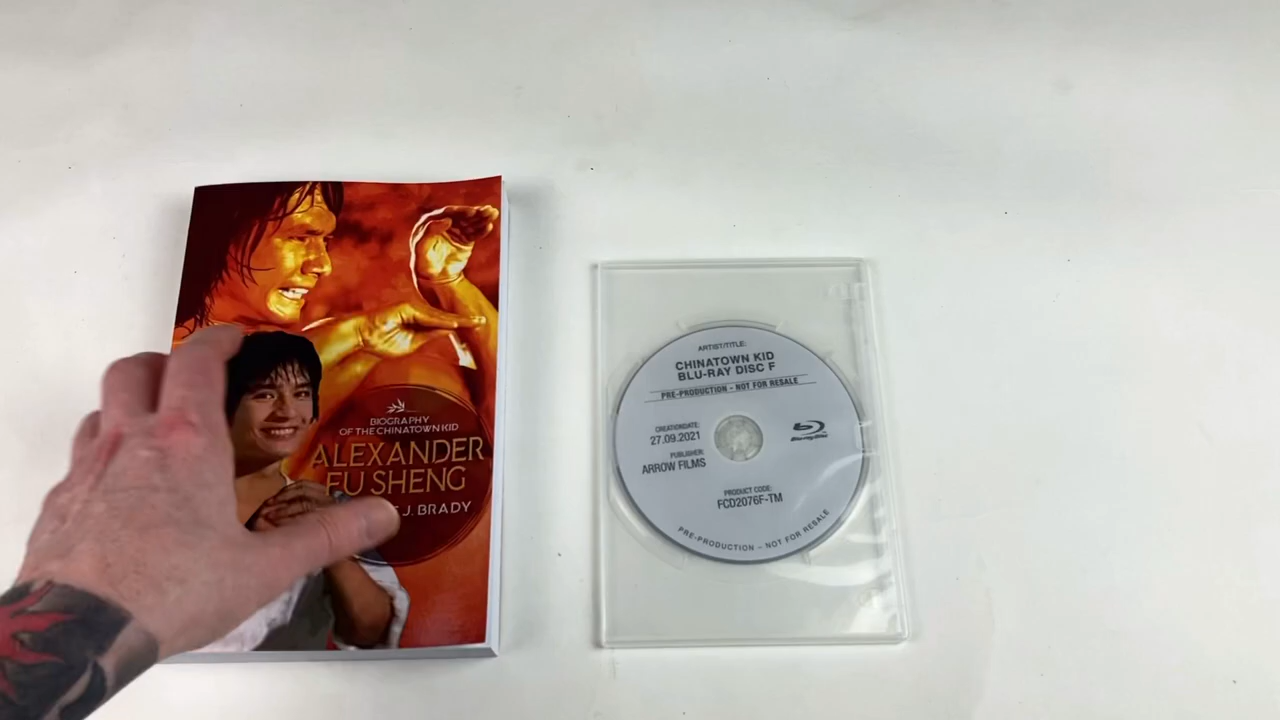 BIOGRAPHY
OF THE CHINATOWN KID
ALEXANDER
FU SHENG
J. BRADY
ARTIST/TITLE:
CHINATOWN KID
BLU-RAY DISC F
PRE-PRODUCTION - NOT FOR RESALE
CREATIONDATE:
27.09.2021
PUBLISHER:
ARROW FILMS
Blu-ray Disc
PRODUCT CODE:
FCD2076F-TM
PRE-PRODUCTION - NOT FOR RESALE